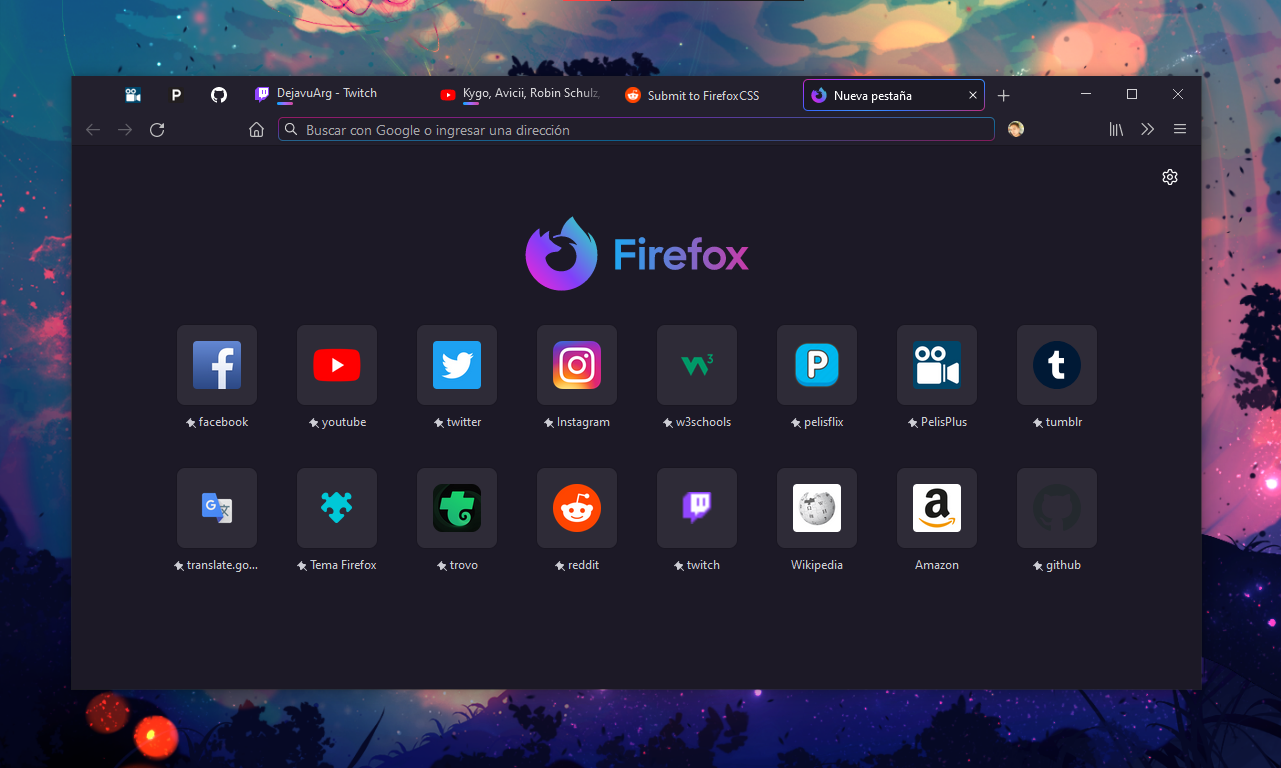 P
DejavuArg - Twitch
Kygo, Avicii, Robin Schulz,
Submit to FirefoxCSS
Nueva pestaña
Buscar con Google o ingresar una dirección
Firefox
facebook
youtube
twitter
Instagram
w3schools
pelisflix
PelisPlus
tumblr
translate.go...
Tema Firefox
trovo
reddit
twitch
Wikipedia
Amazon
github